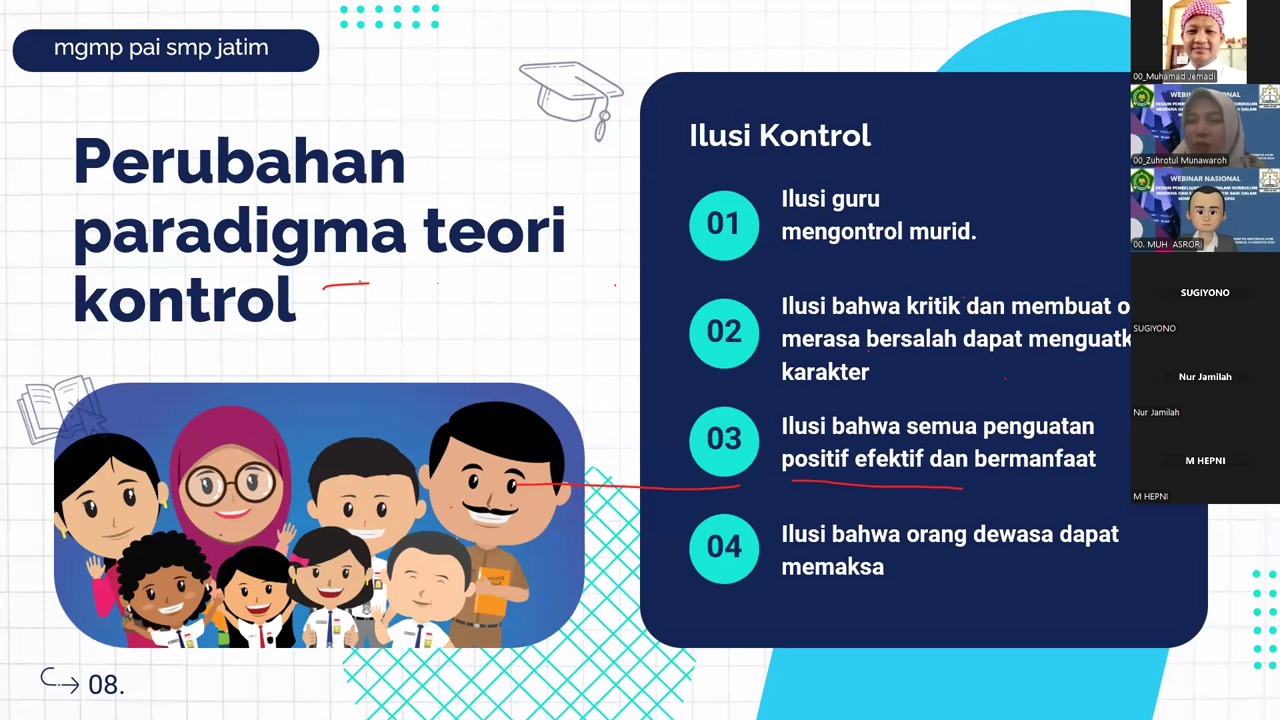 mgmp pai smp jatim
Perubahan
paradigma teori
kontrol
08.
Ilusi Kontrol
01
Ilusi guru
mengontrol murid.
02
Ilusi bahwa kritik dan membuat o
merasa bersalah dapat menguatk
karakter
03
Ilusi bahwa semua penguatan
positif efektif dan bermanfaat
04
Ilusi bahwa orang dewasa dapat
memaksa
00_Muhamad Jemadi
00_Zuhrotul Munawaroh
WEBINAR NASIONAL
00. MUH ASRORI
SUGIYONO
SUGIYONO
Nur Jamilah
Nur Jamilah
M HEPNI
M HEPNI